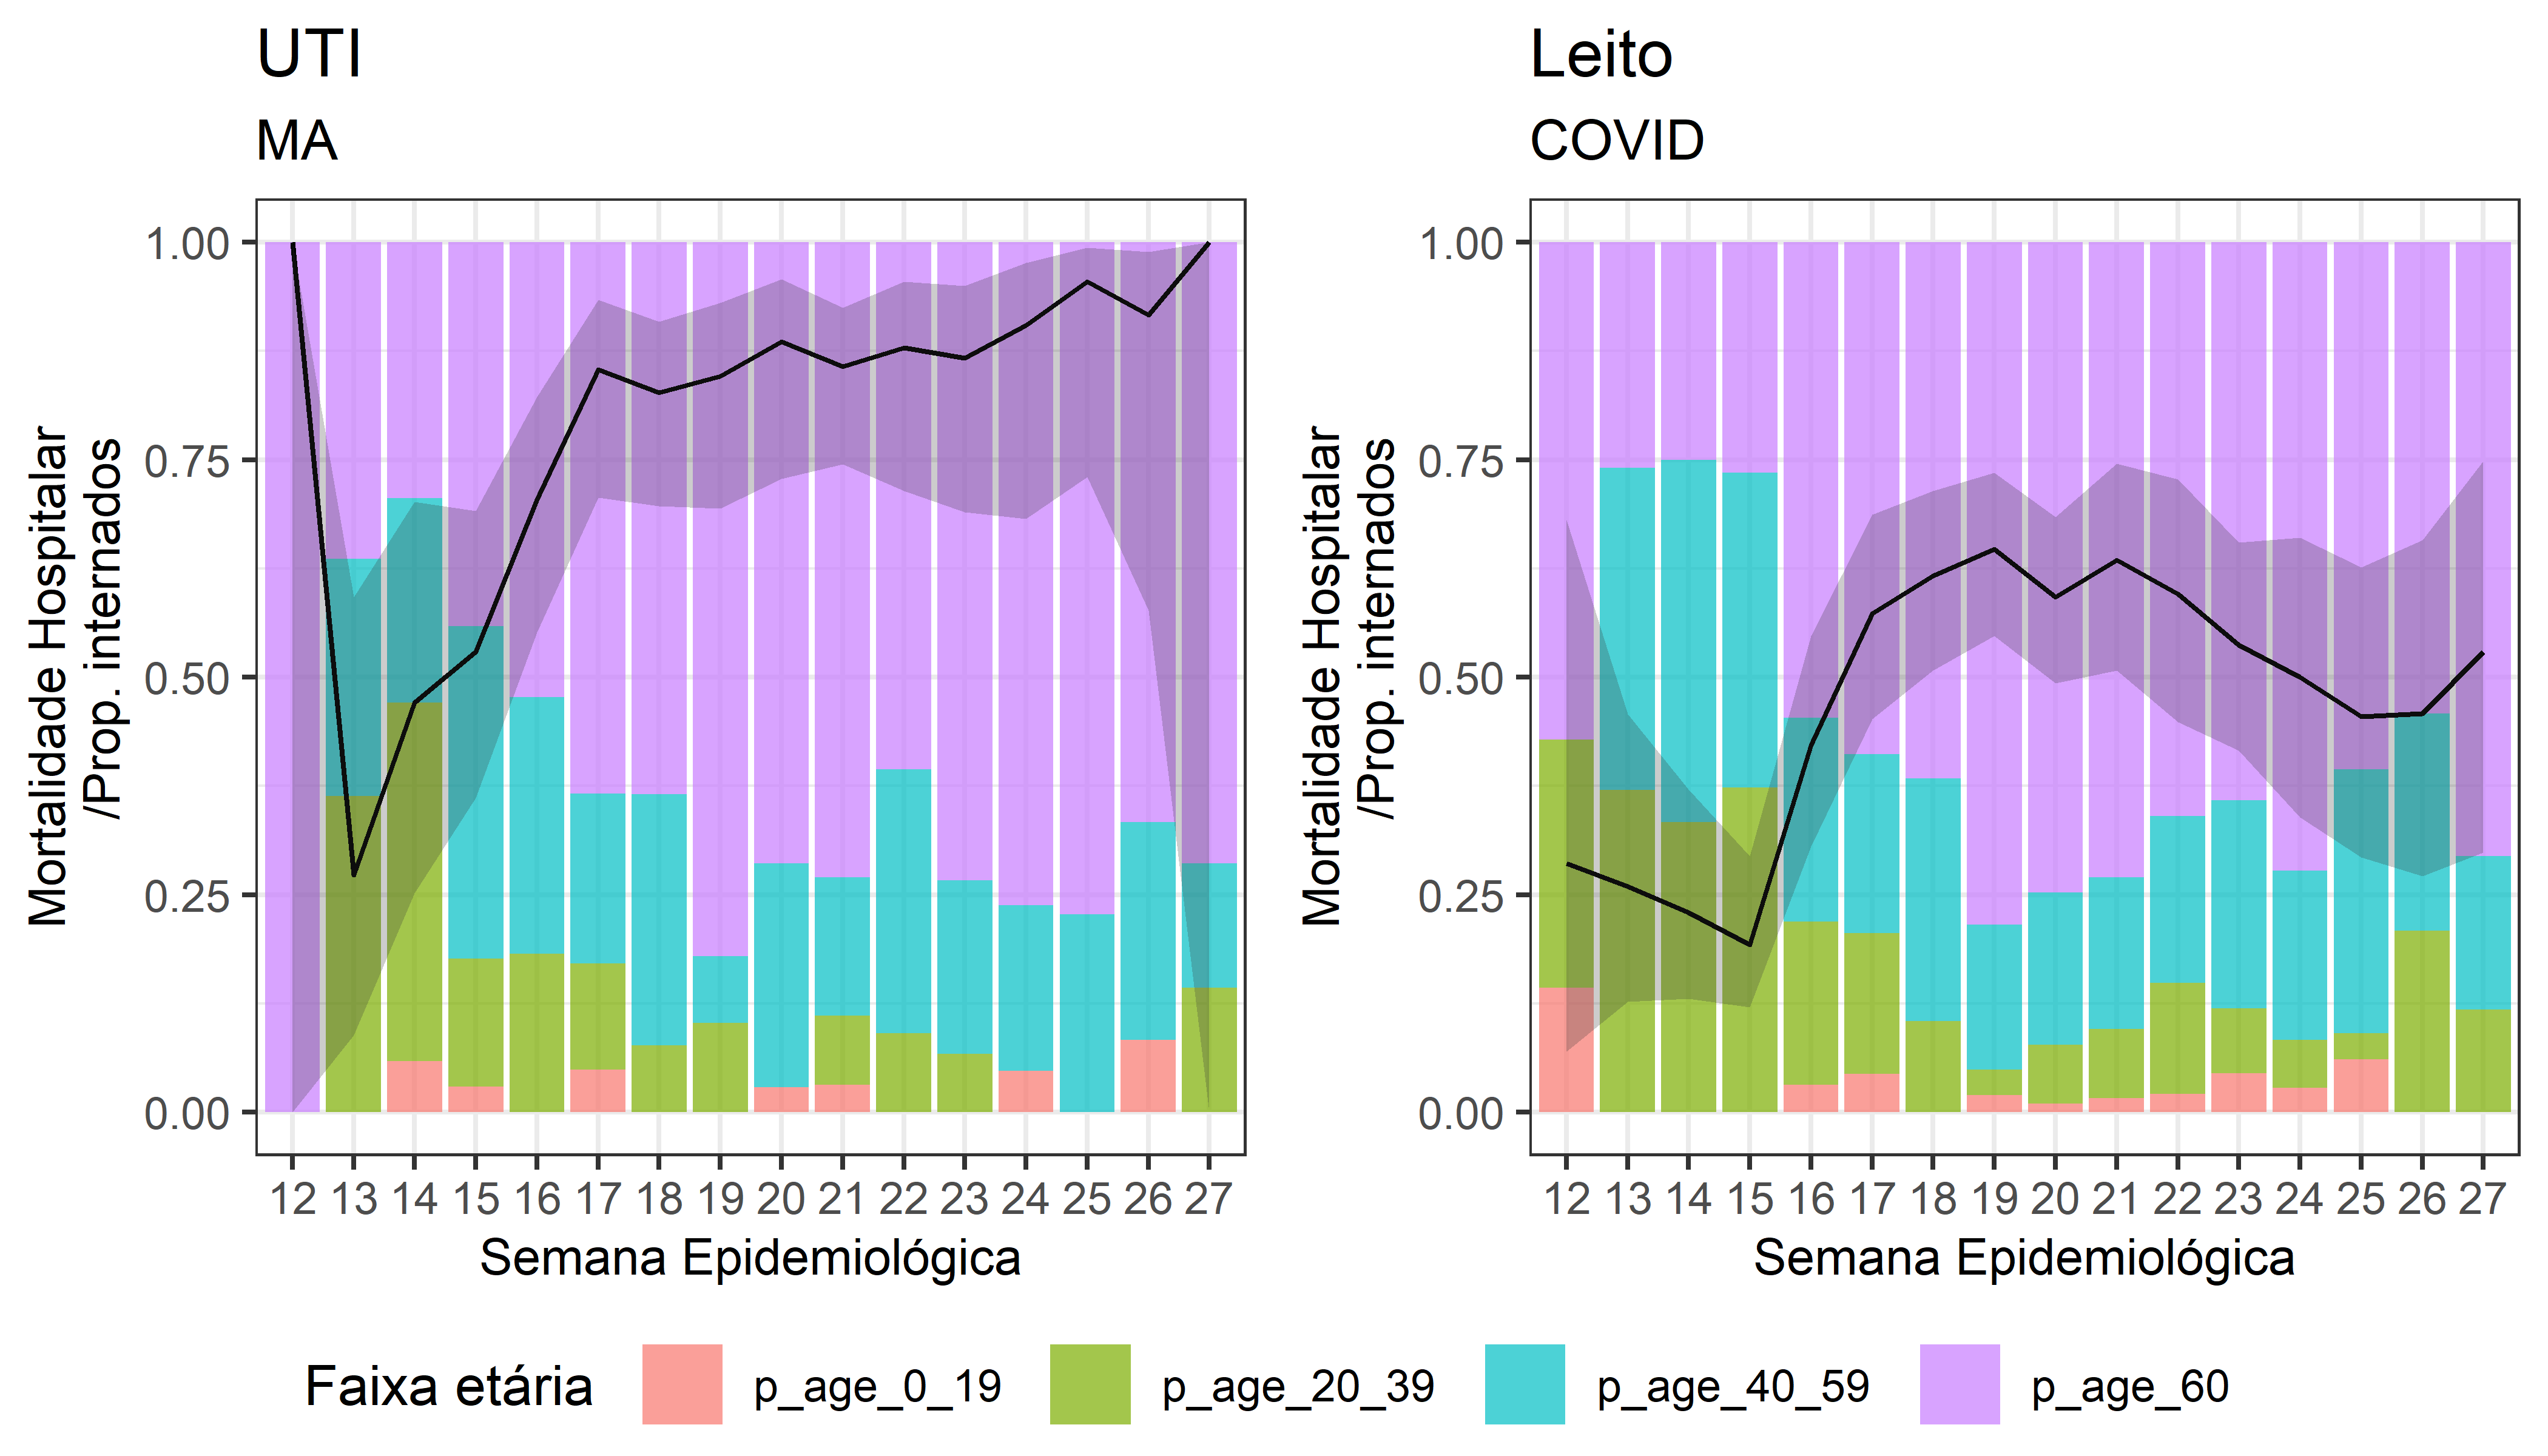 UTI
MA
Mortalidade Hospitalar
/Prop. internados
1.00
0.75
0.50
0.25
0.00
12 13 14 15 16 17 18 19 20 21 22 23 24 25 26 27
Semana Epidemiológica
Leito
COVID
Mortalidade Hospitalar
/Prop. internados
1.00
0.75
0.50
0.25
0.00
12 13 14 15 16 17 18 19 20 21 22 23 24 25 26 27
Semana Epidemiológica
Faixa etária p_age_0_19 p_age_20_39 p_age_40_59 p_age_60